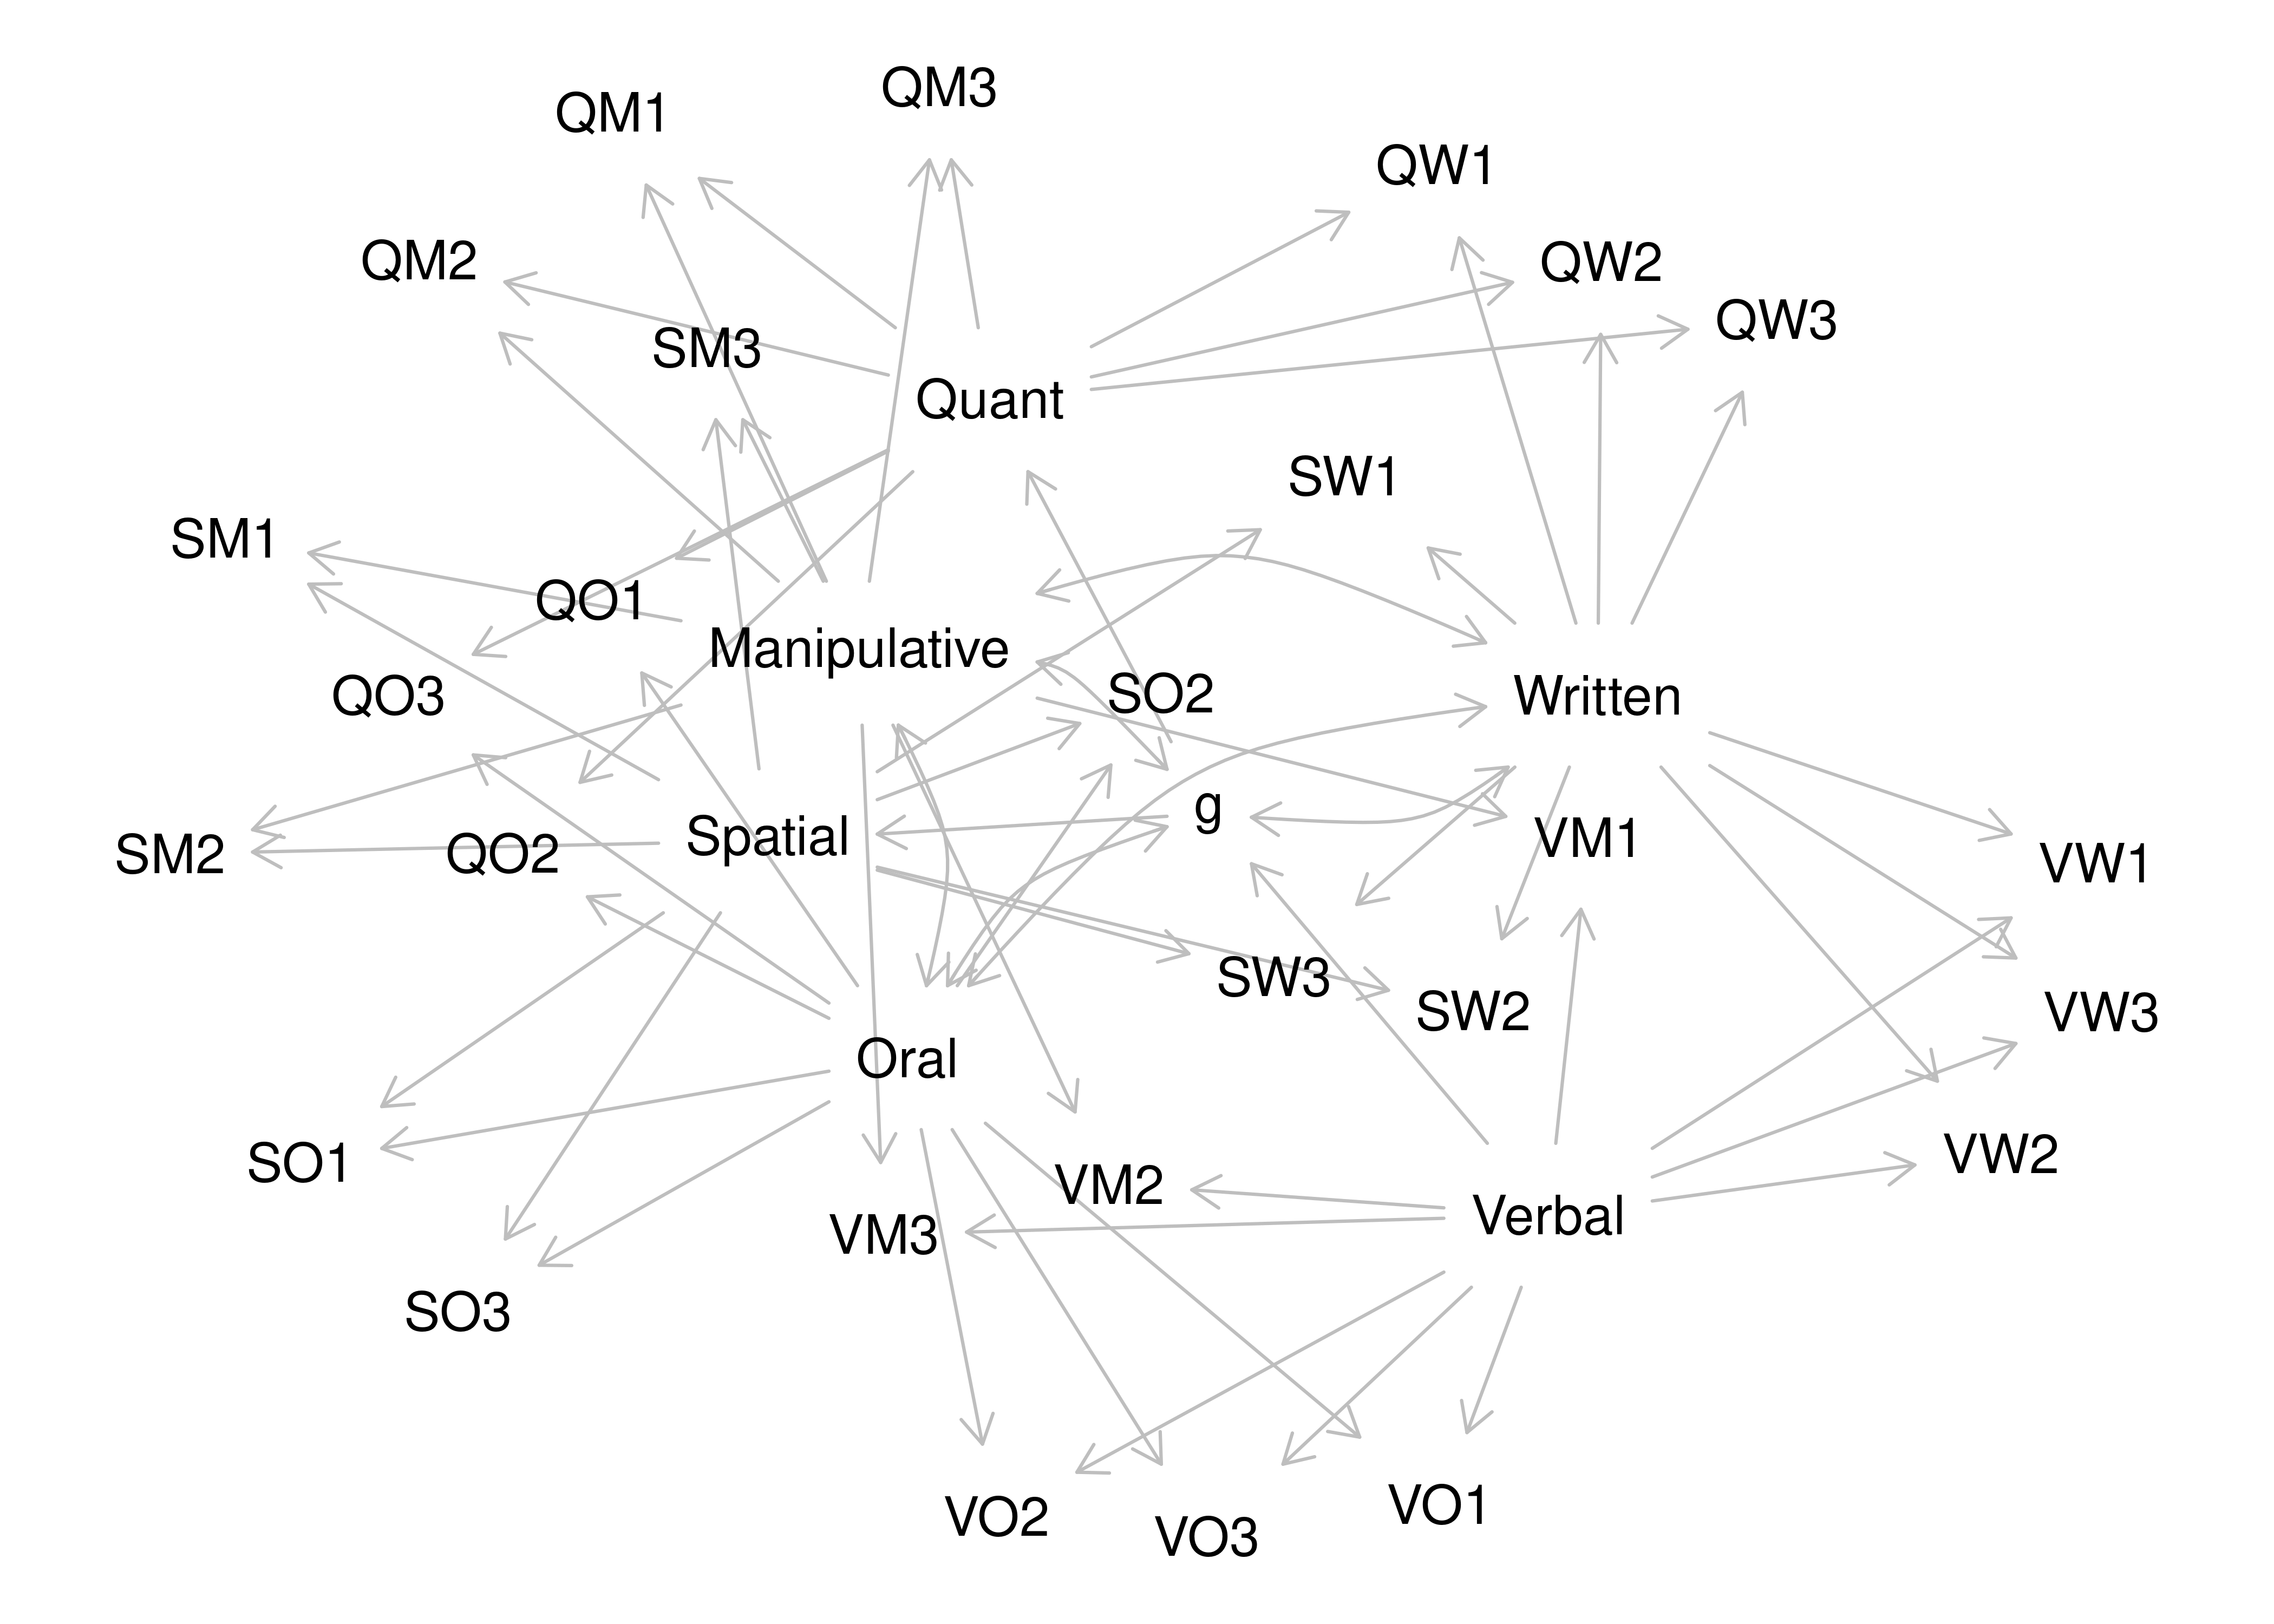 QM3
QM1
QW1
QM2
QW2
QW3
SM3
Quant
SW1
SM1
QO1
Manipulative
SO2
QO3
Written
g
Spatial
VM1
QO2
SM2
VW1
SW3
SW2
VW3
Oral
VW2
SO1
VM2
Verbal
VM3
SO3
VO1
VO2
VO3